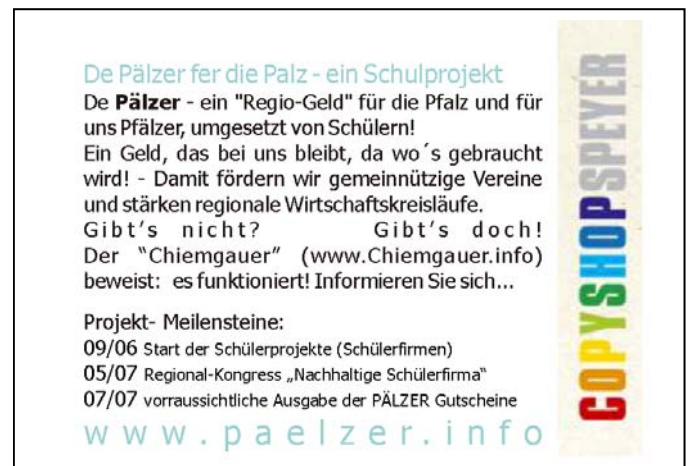 De Pälzer fer die Palz - ein Schulprojekt
De Pälzer - ein "Regio-Geld" für die Pfalz und für
uns Pfälzer, umgesetzt von Schülern!
Ein Geld, das bei uns bleibt, da wo´s gebraucht
wird! - Damit fördern wir gemeinnützige Vereine
und stärken regionale Wirtschaftskreisläufe.
Gibt's nicht? Gibt's doch!
Der "Chiemgauer" (www.Chiemgauer.info)
beweist: es funktioniert! Informieren Sie sich...
Projekt- Meilensteine:
09/06 Start der Schülerprojekte (Schülerfirmen)
05/07 Regional-Kongress „Nachhaltige Schülerfirma"
07/07 vorraussichtliche Ausgabe der PÄLZER Gutscheine
www.paelzer.info
COPYSHOPSPEYER